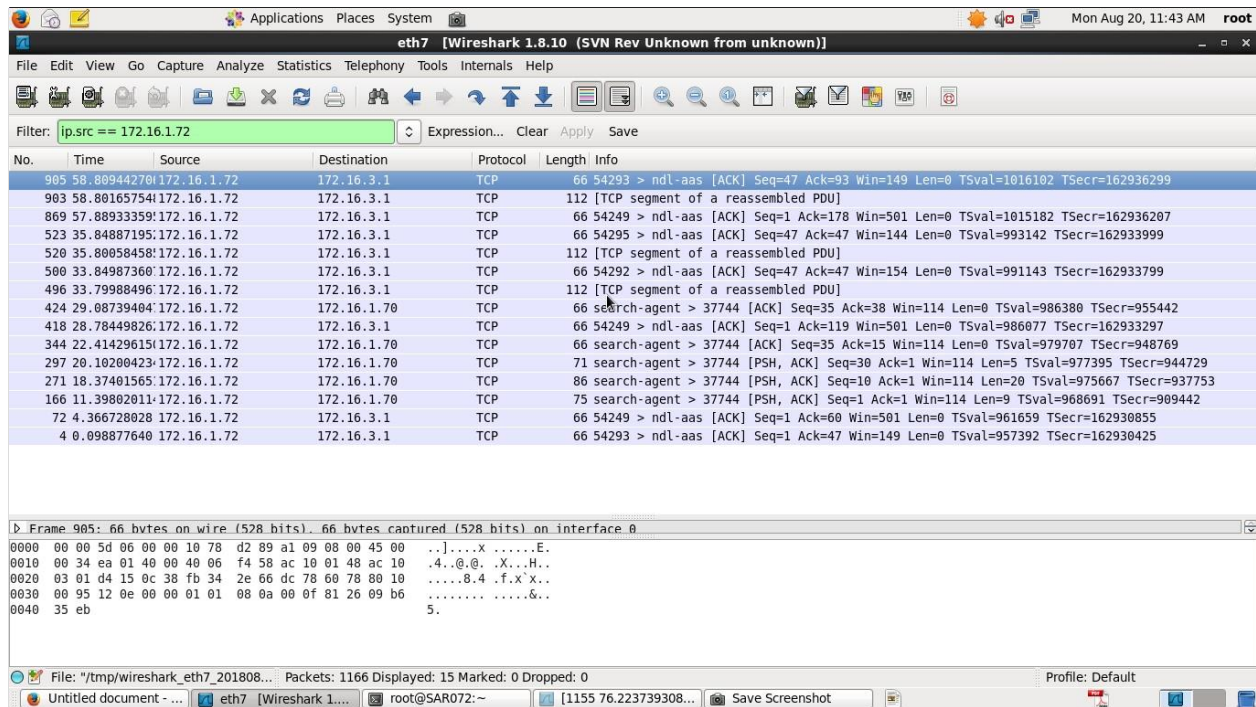 Applications Places System Mon Aug 20, 11:43 AM root
eth7 [Wireshark 1.8.10 (SVN Rev Unknown from unknown)]
File Edit View Go Capture Analyze Statistics Telephony Tools Internals Help
Filter: ip.src == 172.16.1.72 Expression... Clear Apply Save
No. Time Source Destination Protocol Length Info
905 58.80944270 172.16.1.72 172.16.3.1 TCP 66 54293 > ndl-aas [ACK] Seq=47 Ack=93 Win=149 Len=0 TSval=1016102 TSecr=162936299
903 58.80165754 172.16.1.72 172.16.3.1 TCP 112 [TCP segment of a reassembled PDU]
869 57.88933359 172.16.1.72 172.16.3.1 TCP 66 54249 > ndl-aas [ACK] Seq=1 Ack=178 Win=501 Len=0 TSval=1015182 TSecr=162936207
523 35.84887195 172.16.1.72 172.16.3.1 TCP 66 54295 > ndl-aas [ACK] Seq=47 Ack=47 Win=144 Len=0 TSval=993142 TSecr=162933999
520 35.80058458 172.16.1.72 172.16.3.1 TCP 112 [TCP segment of a reassembled PDU]
500 33.84987360 172.16.1.72 172.16.3.1 TCP 66 54292 > ndl-aas [ACK] Seq=47 Ack=47 Win=154 Len=0 TSval=991143 TSecr=162933799
496 33.79988496 172.16.1.72 172.16.3.1 TCP 112 [TCP segment of a reassembled PDU]
424 29.08739404 172.16.1.72 172.16.1.70 TCP 66 search-agent > 37744 [ACK] Seq=35 Ack=38 Win=114 Len=0 TSval=986380 TSecr=955442
418 28.78449826 172.16.1.72 172.16.3.1 TCP 66 54249 > ndl-aas [ACK] Seq=1 Ack=119 Win=501 Len=0 TSval=986077 TSecr=162933297
344 22.41429615 172.16.1.72 172.16.1.70 TCP 66 search-agent > 37744 [ACK] Seq=35 Ack=15 Win=114 Len=0 TSval=979707 TSecr=948769
297 20.10200423 172.16.1.72 172.16.1.70 TCP 71 search-agent > 37744 [PSH, ACK] Seq=30 Ack=1 Win=114 Len=5 TSval=977395 TSecr=944729
271 18.37401565 172.16.1.72 172.16.1.70 TCP 86 search-agent > 37744 [PSH, ACK] Seq=10 Ack=1 Win=114 Len=20 TSval=975667 TSecr=937753
166 11.39802011 172.16.1.72 172.16.1.70 TCP 75 search-agent > 37744 [PSH, ACK] Seq=1 Ack=1 Win=114 Len=9 TSval=968691 TSecr=909442
72 4.366728028 172.16.1.72 172.16.3.1 TCP 66 54249 > ndl-aas [ACK] Seq=1 Ack=60 Win=501 Len=0 TSval=961659 TSecr=162930855
4 0.098877640 172.16.1.72 172.16.3.1 TCP 66 54293 > ndl-aas [ACK] Seq=1 Ack=47 Win=149 Len=0 TSval=957392 TSecr=162930425
Frame 905: 66 bytes on wire (528 bits), 66 bytes captured (528 bits) on interface 0
0000 00 00 5d 06 00 00 10 78 d2 89 a1 09 08 00 45 00 ..]....x ......E.
0010 00 34 ea 01 40 00 40 06 f4 58 ac 10 01 48 ac 10 .4..@.@. .X...H..
0020 03 01 d4 15 0c 38 fb 34 2e 66 dc 78 60 78 80 10 .....8.4 .f.x`x..
0030 00 95 12 0e 00 00 01 01 08 0a 00 0f 81 26 09 b6 ........ .....&..
0040 35 eb 5.
File: "/tmp/wireshark_eth7_201808... Packets: 1166 Displayed: 15 Marked: 0 Dropped: 0 Profile: Default
Untitled document - ... eth7 [Wireshark 1.... root@SAR072:~ [1155 76.223739308... Save Screenshot